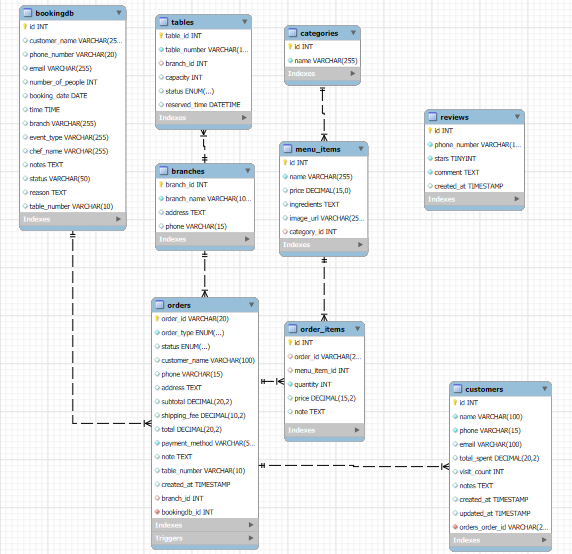 bookingdb
id INT
customer_name VARCHAR(25...
phone_number VARCHAR(20)
email VARCHAR(255)
number_of_people INT
booking_date DATE
time TIME
branch VARCHAR(255)
event_type VARCHAR(255)
chef_name VARCHAR(255)
notes TEXT
status VARCHAR(50)
reason TEXT
table_number VARCHAR(10)
Indexes
tables
table_id INT
table_number VARCHAR(1...
branch_id INT
capacity INT
status ENUM(...)
reserved_time DATETIME
Indexes
categories
id INT
name VARCHAR(255)
Indexes
reviews
id INT
phone_number VARCHAR(1...
stars TINYINT
comment TEXT
created_at TIMESTAMP
Indexes
branches
branch_id INT
branch_name VARCHAR(10...
address TEXT
phone VARCHAR(15)
Indexes
menu_items
id INT
name VARCHAR(255)
price DECIMAL(15,0)
ingredients TEXT
image_url VARCHAR(25...
category_id INT
Indexes
orders
order_id VARCHAR(20)
order_type ENUM(...)
status ENUM(...)
customer_name VARCHAR(100)
phone VARCHAR(15)
address TEXT
subtotal DECIMAL(20,2)
shipping_fee DECIMAL(10,2)
total DECIMAL(20,2)
payment_method VARCHAR(5...
note TEXT
table_number VARCHAR(10)
created_at TIMESTAMP
branch_id INT
bookingdb_id INT
Indexes
Triggers
order_items
id INT
order_id VARCHAR(2...
menu_item_id INT
quantity INT
price DECIMAL(15,2)
note TEXT
Indexes
customers
id INT
name VARCHAR(100)
phone VARCHAR(15)
email VARCHAR(100)
total_spent DECIMAL(20,2)
visit_count INT
notes TEXT
created_at TIMESTAMP
updated_at TIMESTAMP
orders_order_id VARCHAR(2...
Indexes